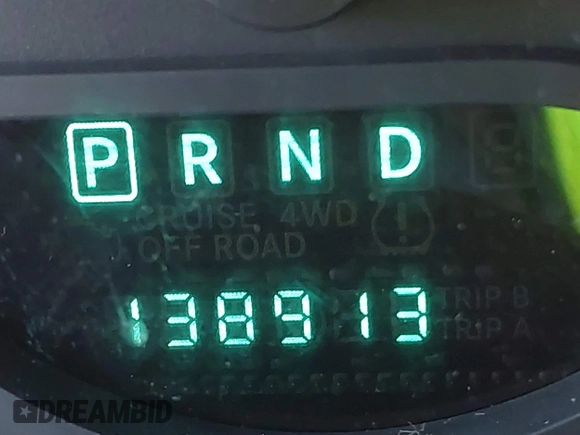 P R N D
CRUISE 4WD
OFF ROAD
138913 TRIP B
TRIP A
DREAMBID